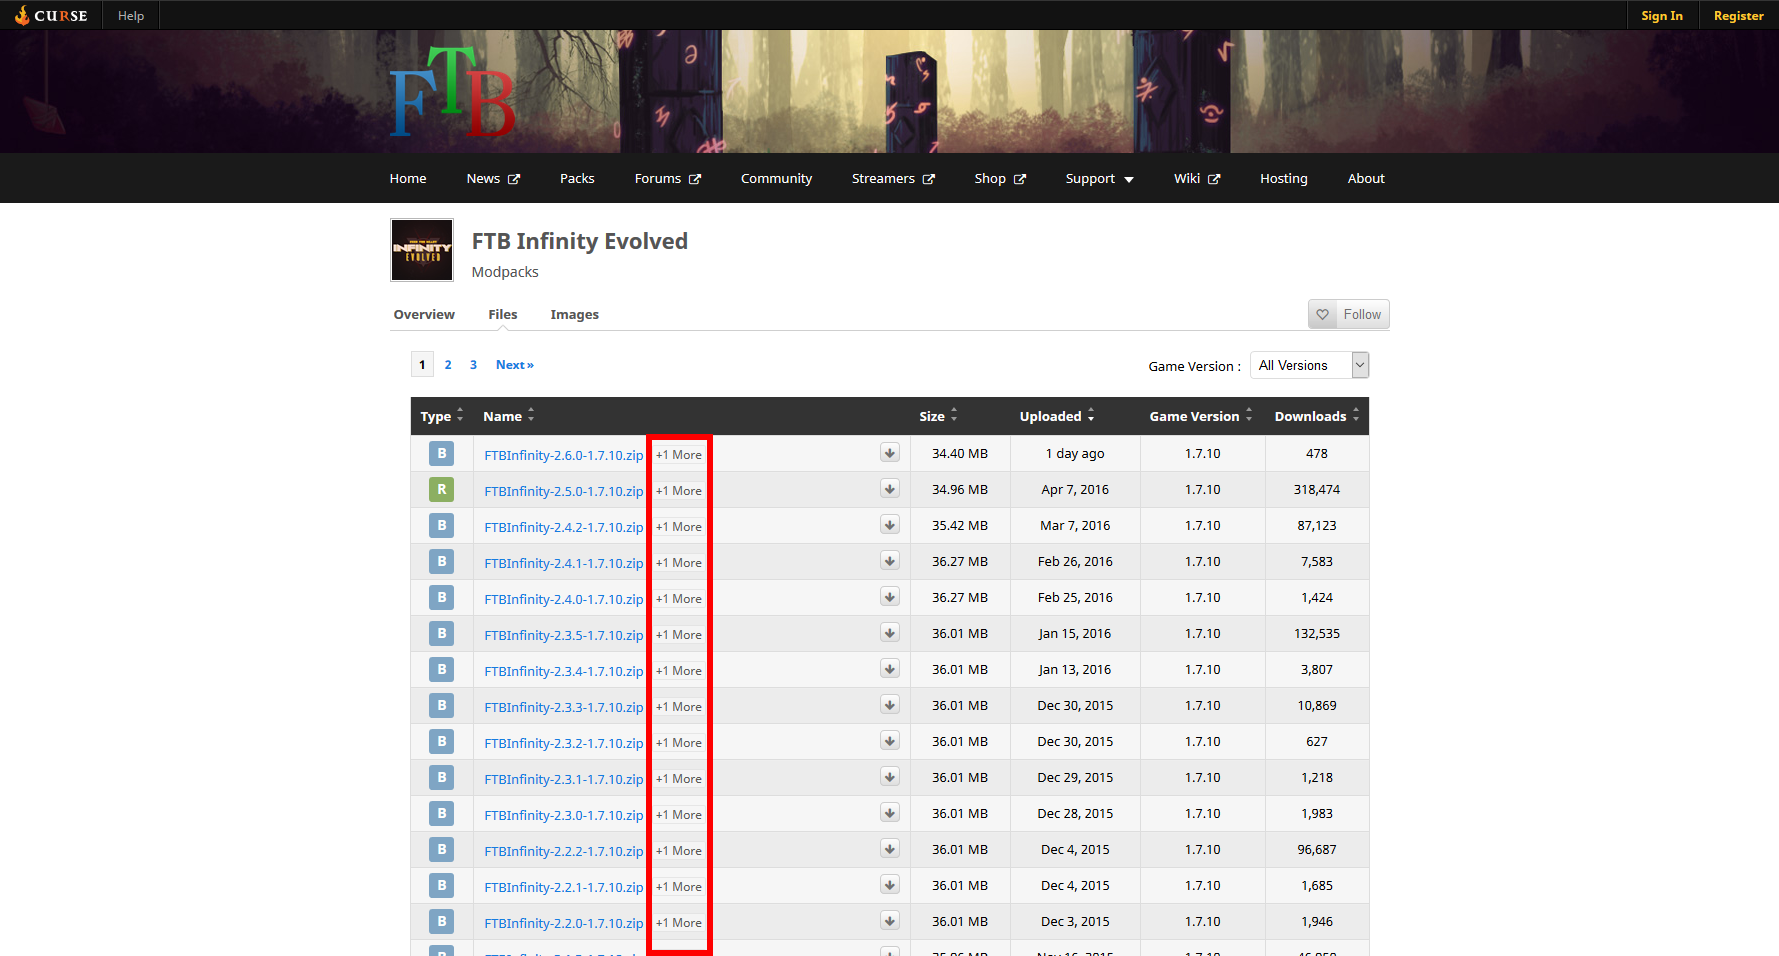 CURSE Help Sign In Register
FTB
Home News Packs Forums Community Streamers Shop Support Wiki Hosting About
INFINITY
EVOLVED
FTB Infinity Evolved
Modpacks
Overview Files Images Follow
1 2 3 Next » Game Version : All Versions
Type Name Size Uploaded Game Version Downloads
B FTBInfinity-2.6.0-1.7.10.zip +1 More 34.40 MB 1 day ago 1.7.10 478
R FTBInfinity-2.5.0-1.7.10.zip +1 More 34.96 MB Apr 7, 2016 1.7.10 318,474
B FTBInfinity-2.4.2-1.7.10.zip +1 More 35.42 MB Mar 7, 2016 1.7.10 87,123
B FTBInfinity-2.4.1-1.7.10.zip +1 More 36.27 MB Feb 26, 2016 1.7.10 7,583
B FTBInfinity-2.4.0-1.7.10.zip +1 More 36.27 MB Feb 25, 2016 1.7.10 1,424
B FTBInfinity-2.3.5-1.7.10.zip +1 More 36.01 MB Jan 15, 2016 1.7.10 132,535
B FTBInfinity-2.3.4-1.7.10.zip +1 More 36.01 MB Jan 13, 2016 1.7.10 3,807
B FTBInfinity-2.3.3-1.7.10.zip +1 More 36.01 MB Dec 30, 2015 1.7.10 10,869
B FTBInfinity-2.3.2-1.7.10.zip +1 More 36.01 MB Dec 30, 2015 1.7.10 627
B FTBInfinity-2.3.1-1.7.10.zip +1 More 36.01 MB Dec 29, 2015 1.7.10 1,218
B FTBInfinity-2.3.0-1.7.10.zip +1 More 36.01 MB Dec 28, 2015 1.7.10 1,983
B FTBInfinity-2.2.2-1.7.10.zip +1 More 36.01 MB Dec 4, 2015 1.7.10 96,687
B FTBInfinity-2.2.1-1.7.10.zip +1 More 36.01 MB Dec 4, 2015 1.7.10 1,685
B FTBInfinity-2.2.0-1.7.10.zip +1 More 36.01 MB Dec 3, 2015 1.7.10 1,946